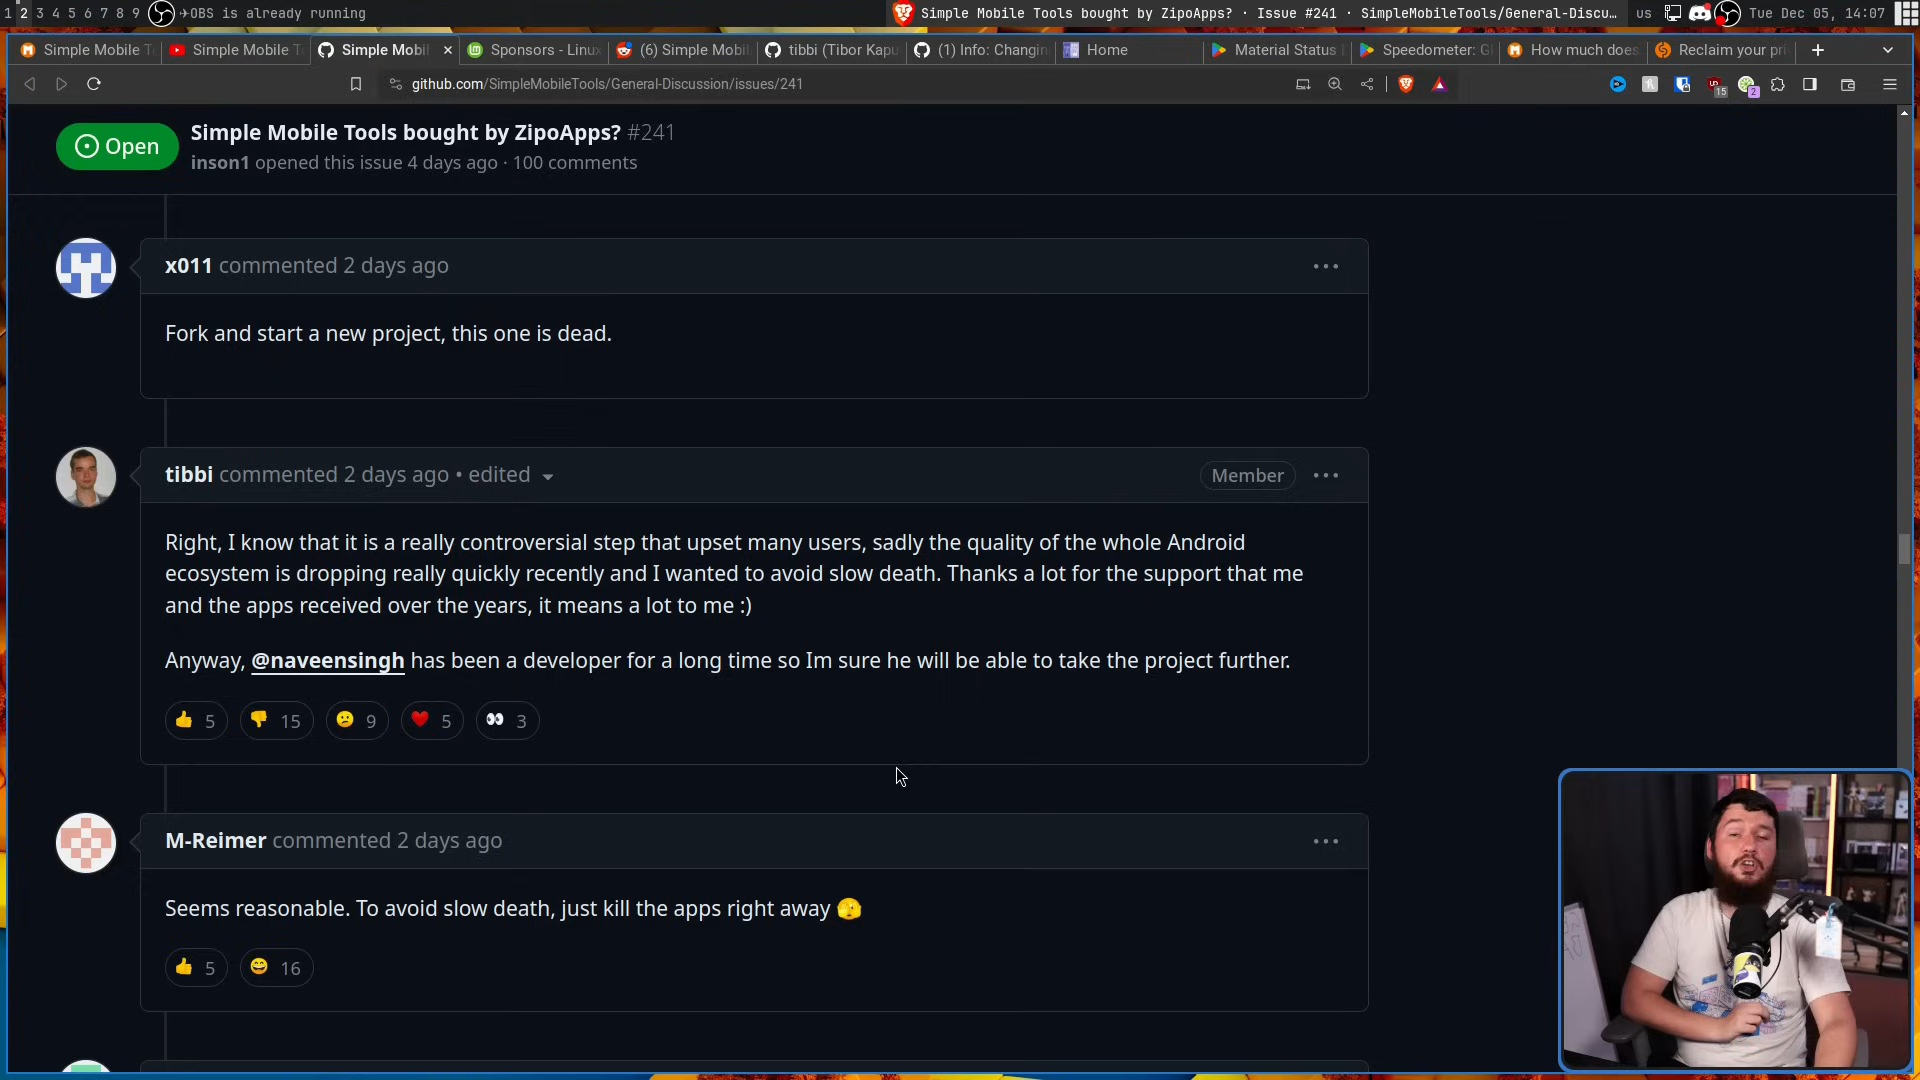 1 2 3 4 5 6 7 8 9 OBS is already running
Simple Mobile Tools bought by ZipoApps? · Issue #241 · SimpleMobileTools/General-Discu…
us Tue Dec 05, 14:07
Simple Mobile T
Simple Mobile T
Simple Mobil
Sponsors - Linux
(6) Simple Mobil
tibbi (Tibor Kapu
(1) Info: Changin
Home
Material Status
Speedometer: G
How much does
Reclaim your pri
github.com/SimpleMobileTools/General-Discussion/issues/241
15
2
Open
Simple Mobile Tools bought by ZipoApps? #241
inson1 opened this issue 4 days ago · 100 comments
x011 commented 2 days ago
Fork and start a new project, this one is dead.
tibbi commented 2 days ago • edited
Member
Right, I know that it is a really controversial step that upset many users, sadly the quality of the whole Android
ecosystem is dropping really quickly recently and I wanted to avoid slow death. Thanks a lot for the support that me
and the apps received over the years, it means a lot to me :)
Anyway, @naveensingh has been a developer for a long time so Im sure he will be able to take the project further.
👍 5 👎 15 😕 9 ❤️ 5 👀 3
M-Reimer commented 2 days ago
Seems reasonable. To avoid slow death, just kill the apps right away 🫣
👍 5 😄 16